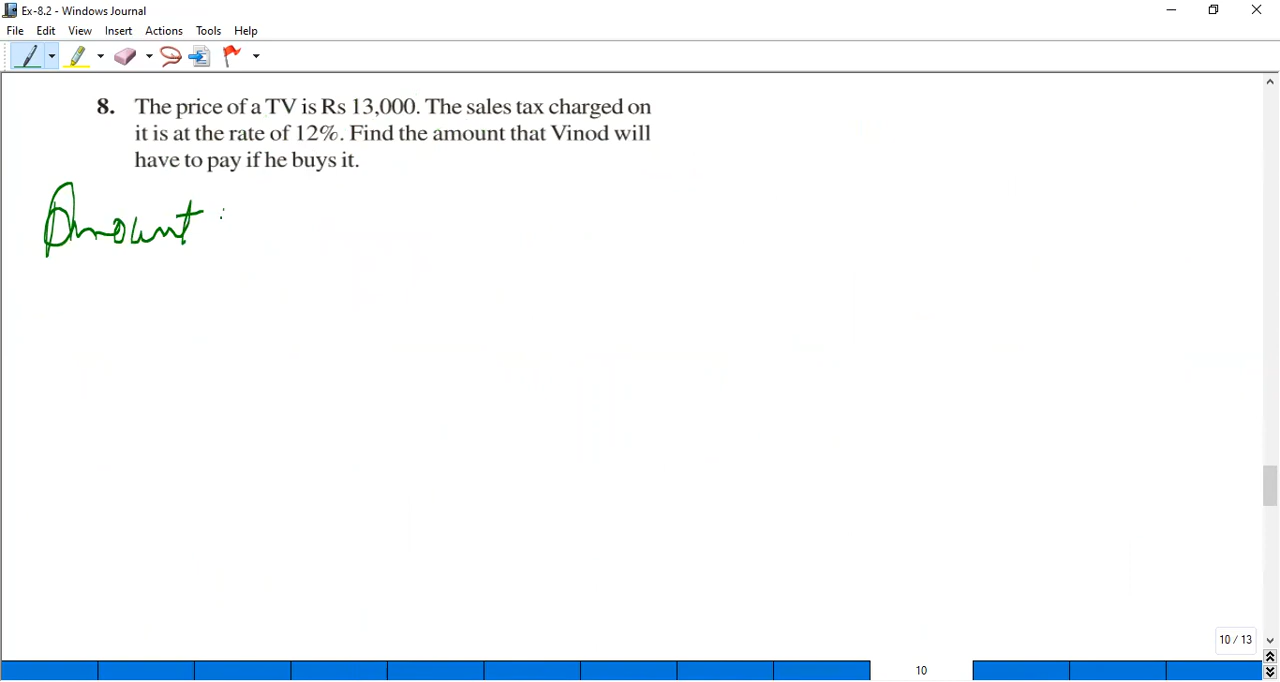 Ex-8.2 - Windows Journal
File Edit View Insert Actions Tools Help
8. The price of a TV is Rs 13,000. The sales tax charged on
it is at the rate of 12%. Find the amount that Vinod will
have to pay if he buys it.
Amount
10 / 13
10